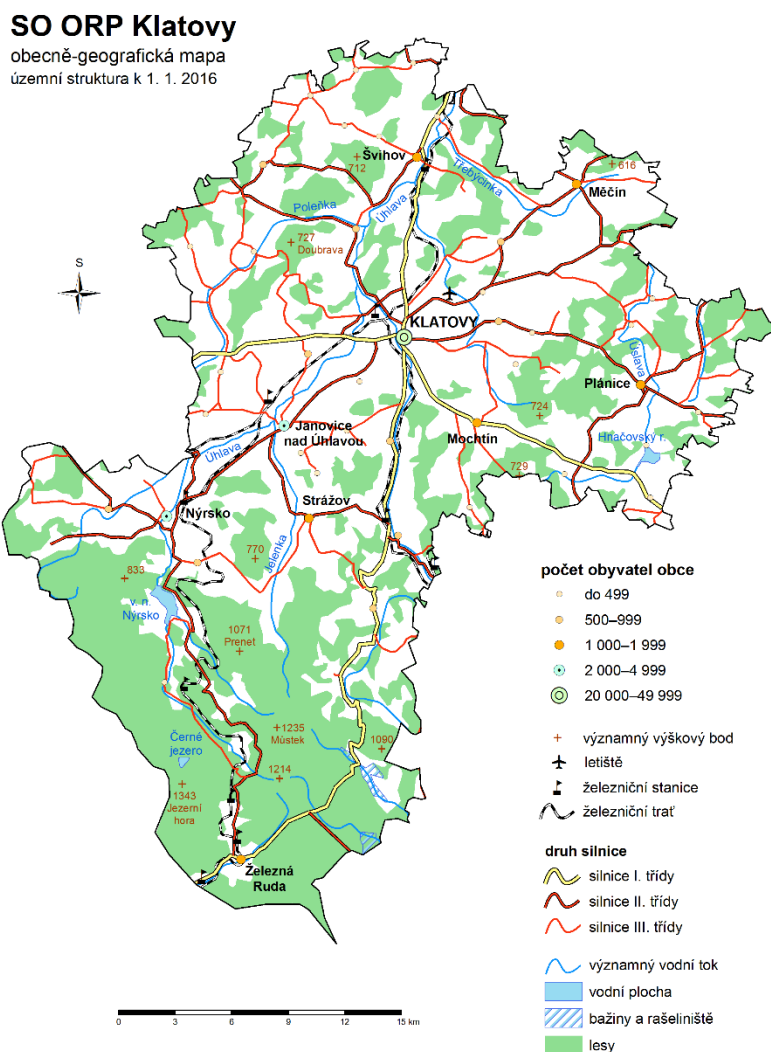 SO ORP Klatovy
obecně-geografická mapa
územní struktura k 1. 1. 2016
S
Švihov
712
Třebýcinka
616
Měčín
Úhlava
Poleňka
727
Doubrava
KLATOVY
Úslava
Plánice
724
Janovice
nad Úhlavou
Mochtín
Hnačovský r.
Úhlava
729
Strážov
Nýrsko
Jelenka
770
833
v. n.
Nýrsko
1071
Prenet
1235
Můstek
Černé
jezero
1090
1214
1343
Jezerní
hora
Železná
Ruda
počet obyvatel obce
do 499
500–999
1 000–1 999
2 000–4 999
20 000–49 999
významný výškový bod
letiště
železniční stanice
železniční trať
druh silnice
silnice I. třídy
silnice II. třídy
silnice III. třídy
významný vodní tok
vodní plocha
bažiny a rašeliniště
lesy
0 3 6 9 12 15 km